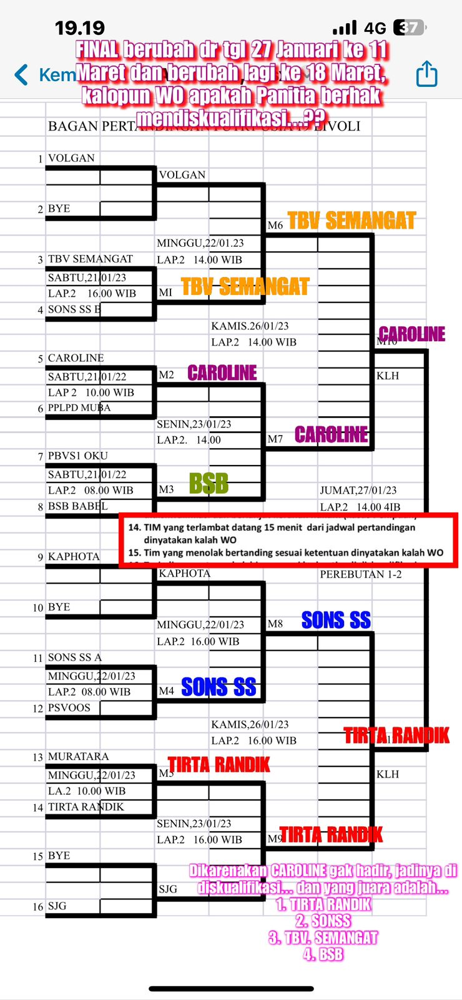 19.19
4G 37
FINAL berubah dr tgl 27 Januari ke 11
Kem
Maret dan berubah lagi ke 18 Maret,
kalopun WO apakah Panitia berhak
mendiskualifikasi...??
BAGAN
1 VOLGAN
VOLGAN
2 BYE
M6 TBV SEMANGAT
MINGGU,22/01.23
3 TBV SEMANGAT
LAP.2 14.00 WIB
SABTU,21/01/23
LAP.2 16.00 WIB
MI TBV SEMANGAT
4 SONS SS B
KAMIS.26/01/23
LAP.2 14.00 WIB
CAROLINE
M10
5 CAROLINE
SABTU,21/01/22
M2 CAROLINE
KLH
LAP 2 10.00 WIB
6 PPLPD MUBA
SENIN,23/01/23
LAP.2. 14.00
M7 CAROLINE
7 PBVS1 OKU
SABTU,21/01/22
LAP.2 08.00 WIB
M3 BSB
JUMAT,27/01/23
8 BSB BABEL
LAP.2 14.00 4IB
14. TIM yang terlambat datang 15 menit dari jadwal pertandingan
dinyatakan kalah WO
15. Tim yang menolak bertanding sesuai ketentuan dinyatakan kalah WO
9 KAPHOTA
KAPHOTA
PEREBUTAN 1-2
10 BYE
MINGGU,22/01/23
M8 SONS SS
LAP.2 16.00 WIB
11 SONS SS A
MINGGU,22/01/23
LAP.2 08.00 WIB
M4 SONS SS
12 PSVOOS
KAMIS,26/01/23
LAP.2 16.00 WIB
TIRTA RANDIK
13 MURATARA
TIRTA RANDIK
MINGGU,22/01/23
M5
KLH
LA.2 10.00 WIB
14 TIRTA RANDIK
SENIN,23/01/23
LAP.2 16.00 WIB
M9 TIRTA RANDIK
15 BYE
Dikarenakan CAROLINE gak hadir, jadinya di
SJG
diskualifikasi... dan yang juara adalah...
16 SJG
1. TIRTA RANDIK
2. SONSS
3. TBV. SEMANGAT
4. BSB